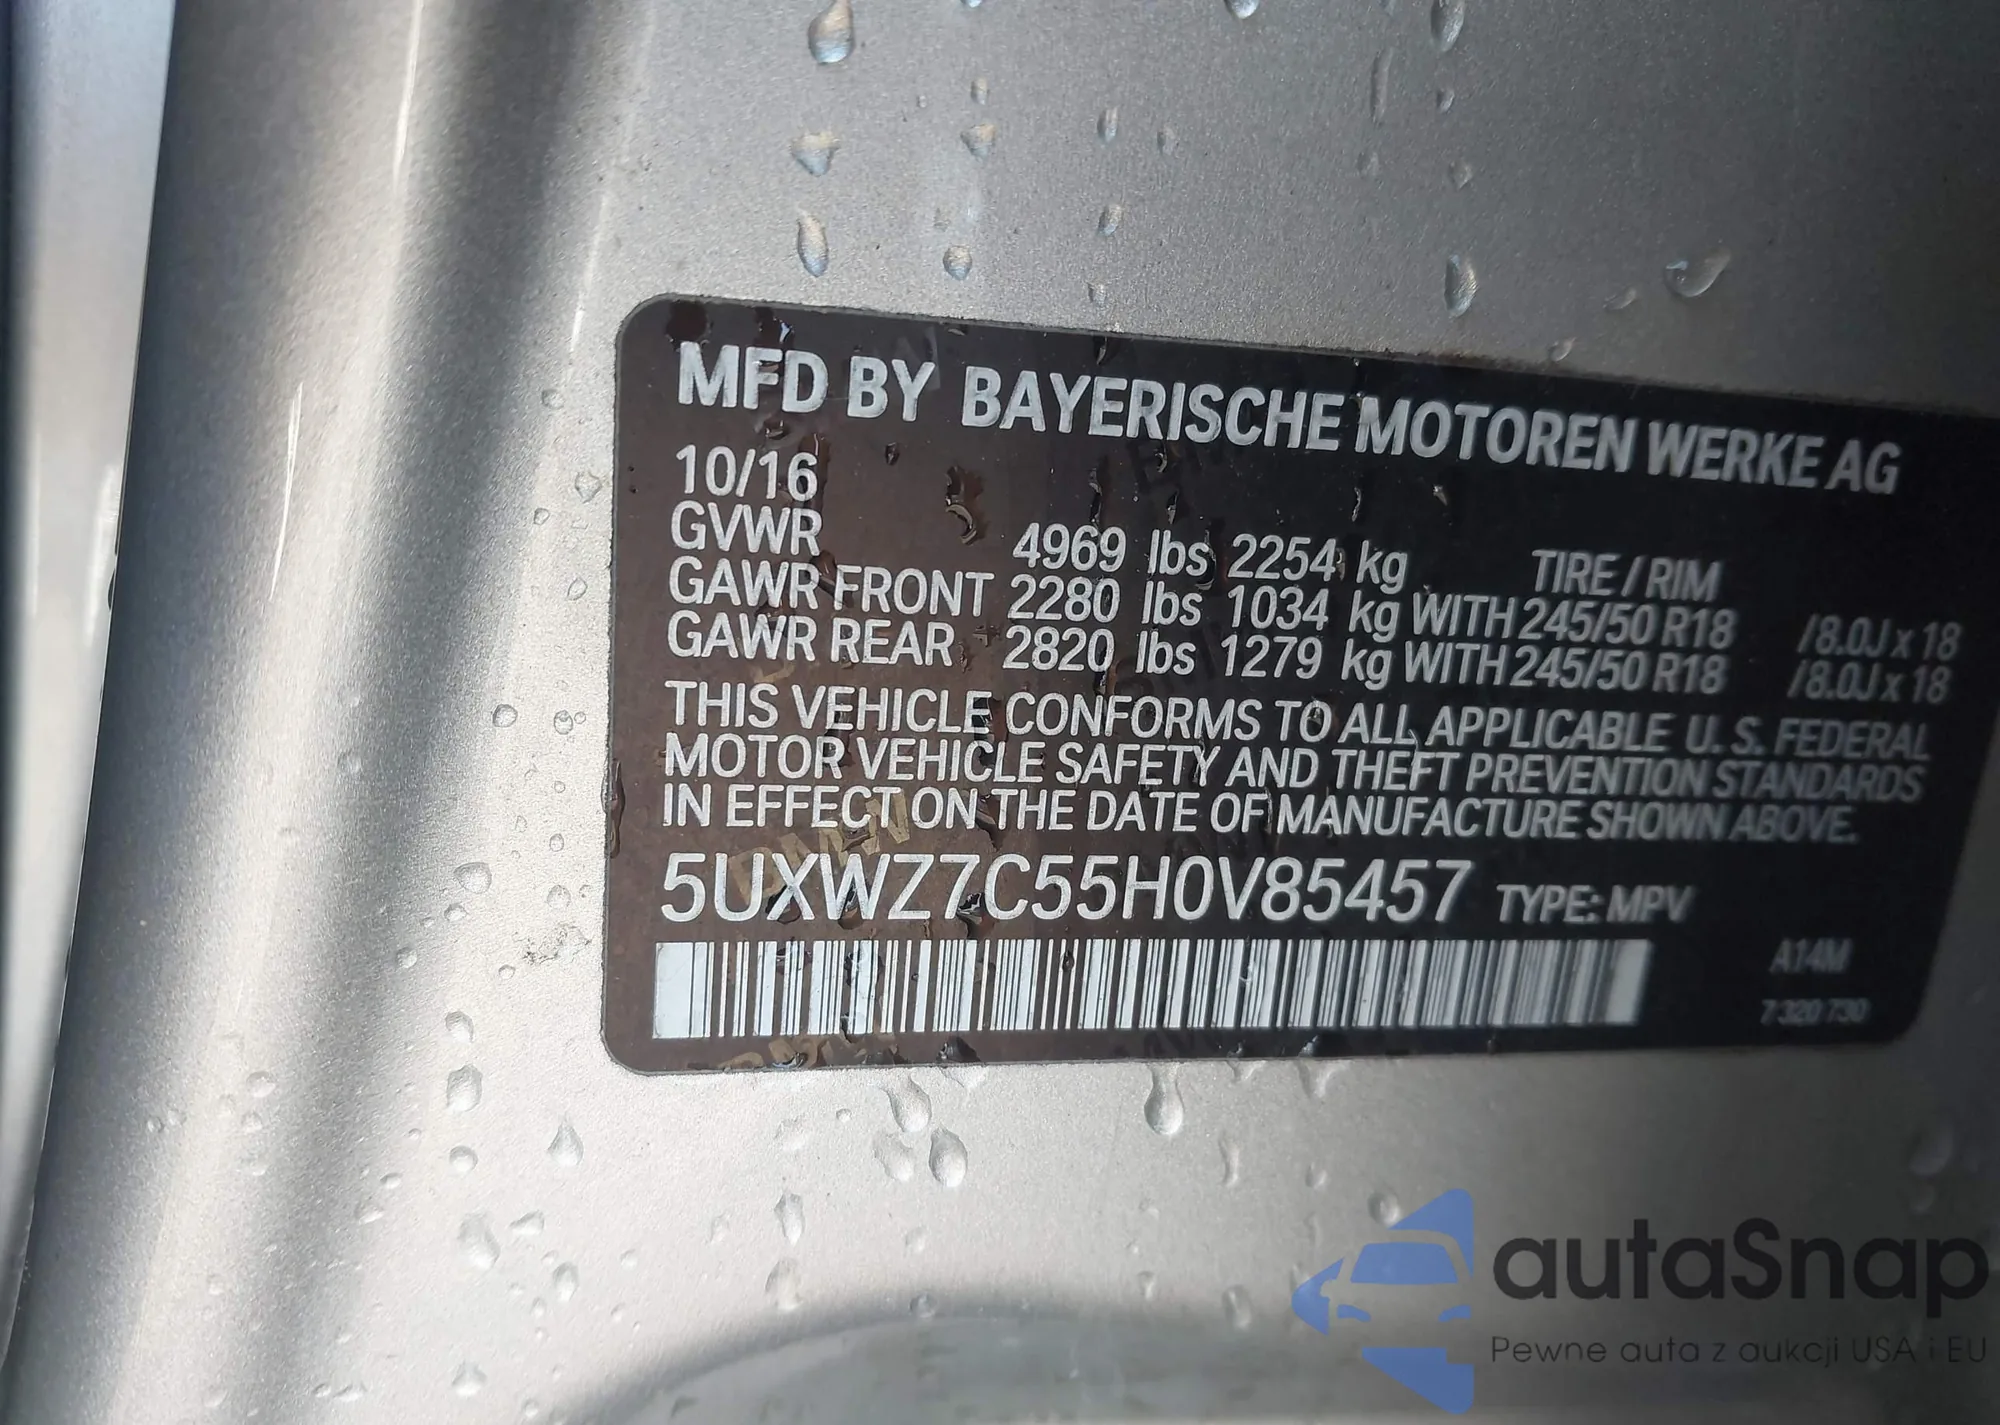 MFD BY BAYERISCHE MOTOREN WERKE AG
10/16
GVWR 4969 lbs 2254 kg TIRE / RIM
GAWR FRONT 2280 lbs 1034 kg WITH 245/50 R18 /8.0J x 18
GAWR REAR 2820 lbs 1279 kg WITH 245/50 R18 /8.0J x 18
THIS VEHICLE CONFORMS TO ALL APPLICABLE U.S. FEDERAL
MOTOR VEHICLE SAFETY AND THEFT PREVENTION STANDARDS
IN EFFECT ON THE DATE OF MANUFACTURE SHOWN ABOVE.
5UXWZ7C55H0V85457 TYPE: MPV
A14M
7 320 730
autaSnap
Pewne auta z aukcji USA i EU